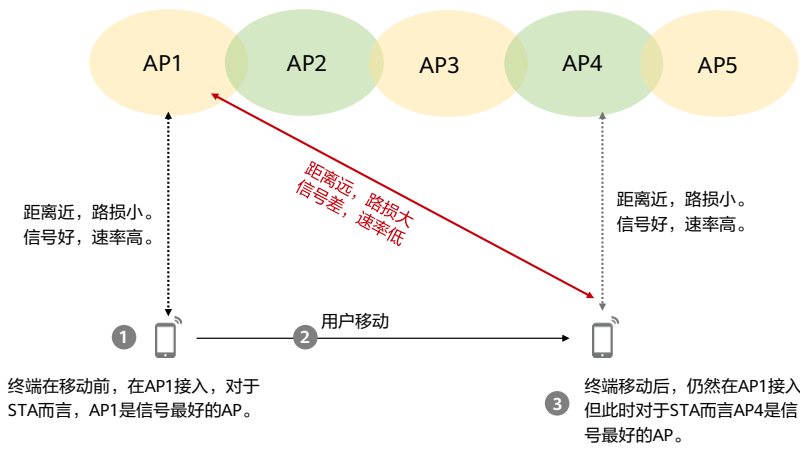 AP1
AP2
AP3
AP4
AP5
距离远，路损大
信号差，速率低
距离近，路损小。
信号好，速率高。
距离近，路损小。
信号好，速率高。
1
2
用户移动
终端在移动前，在AP1接入，对于
STA而言，AP1是信号最好的AP。
3
终端移动后，仍然在AP1接入
但此时对于STA而言AP4是信
号最好的AP。